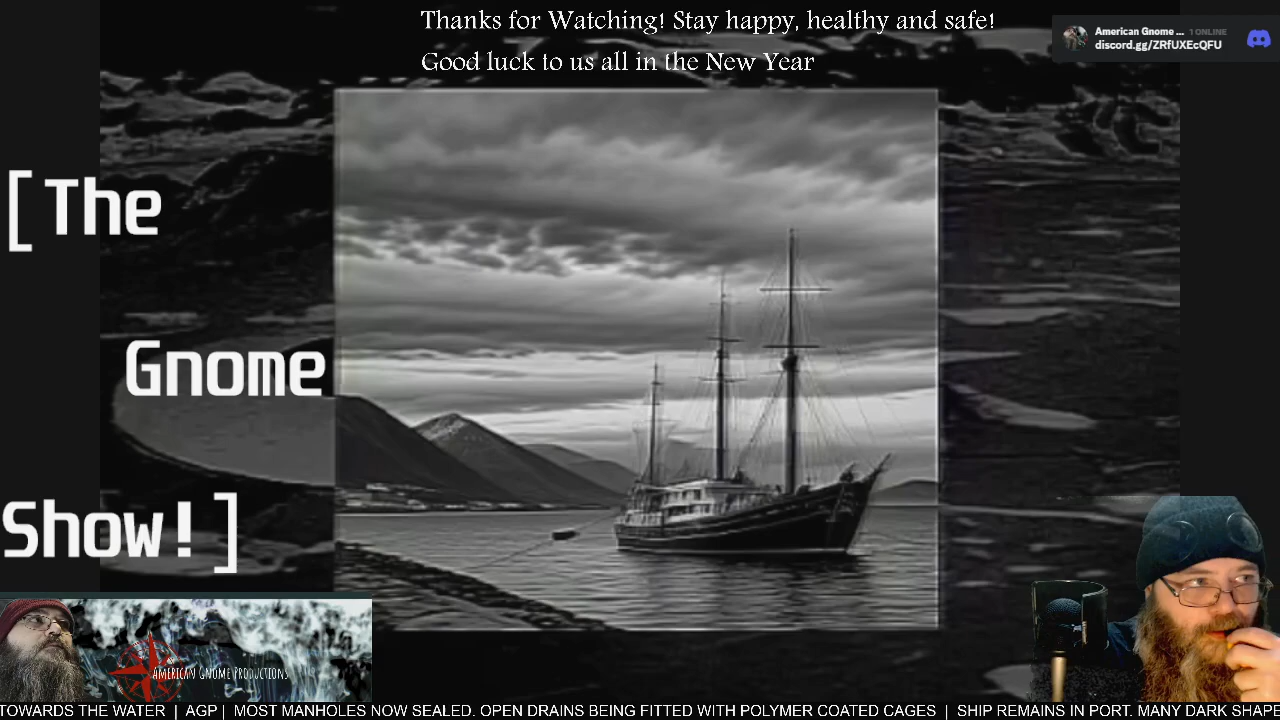 Thanks for Watching! Stay happy, healthy and safe!
Good luck to us all in the New Year
American Gnome ... 1 ONLINE
discord.gg/ZRfUXEcQFU
[The
Gnome
Show!]
AMERICAN GNOME PRODUCTIONS
TOWARDS THE WATER | AGP | MOST MANHOLES NOW SEALED. OPEN DRAINS BEING FITTED WITH POLYMER COATED CAGES | SHIP REMAINS IN PORT. MANY DARK SHAPE